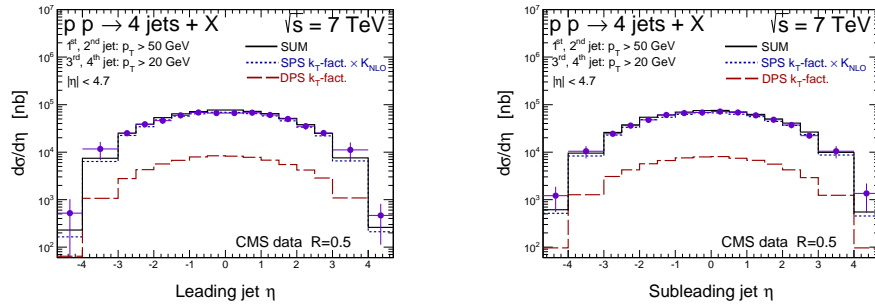 p p → 4 jets + X √s = 7 TeV
1st, 2nd jet: pT > 50 GeV
3rd, 4th jet: pT > 20 GeV
|η| < 4.7
SUM
SPS kT-fact. × KNLO
DPS kT-fact.
dσ/dη [nb]
10^6
10^5
10^4
10^3
10^2
CMS data R=0.5
-4 -3 -2 -1 0 1 2 3 4
Leading jet η
p p → 4 jets + X √s = 7 TeV
1st, 2nd jet: pT > 50 GeV
3rd, 4th jet: pT > 20 GeV
|η| < 4.7
SUM
SPS kT-fact. × KNLO
DPS kT-fact.
dσ/dη [nb]
10^6
10^5
10^4
10^3
10^2
CMS data R=0.5
-4 -3 -2 -1 0 1 2 3 4
Subleading jet η